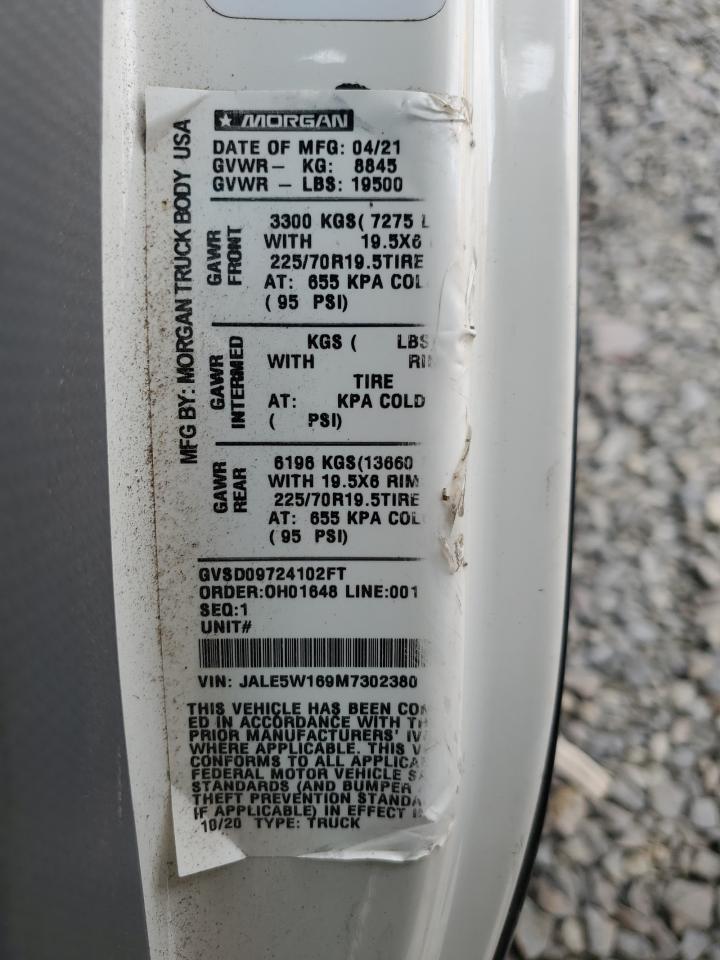 MORGAN
DATE OF MFG: 04/21
GVWR- KG: 8845
GVWR - LBS: 19500
MFG BY: MORGAN TRUCK BODY USA
GAWR FRONT
3300 KGS( 7275 L
WITH 19.5X6
225/70R19.5TIRE
AT: 655 KPA COL
( 95 PSI)
GAWR INTERMED
KGS ( LBS
WITH RI
TIRE
AT: KPA COLD
( PSI)
GAWR REAR
6196 KGS(13660
WITH 19.5X6 RIM
225/70R19.5TIRE
AT: 655 KPA COL
( 95 PSI)
GVSD09724102FT
ORDER:OH01648 LINE:001
SEQ:1
UNIT#
VIN: JALE5W169M7302380
THIS VEHICLE HAS BEEN CO
ED IN ACCORDANCE WITH TH
PRIOR MANUFACTURERS' IV
WHERE APPLICABLE. THIS V
CONFORMS TO ALL APPLICA
FEDERAL MOTOR VEHICLE S
STANDARDS (AND BUMPER
THEFT PREVENTION STANDA
IF APPLICABLE) IN EFFECT I
10/20 TYPE: TRUCK